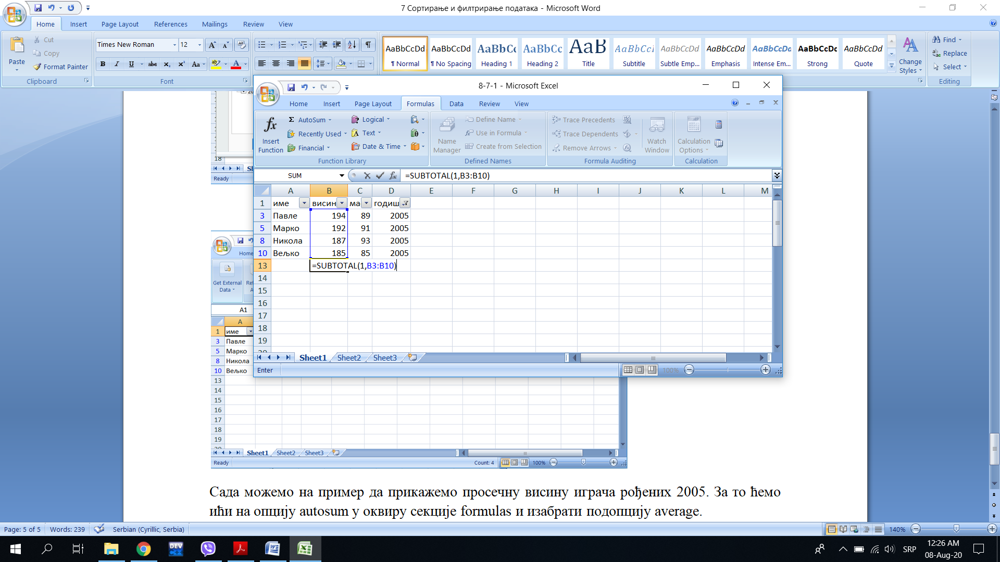 7 Сортирање и филтрирање података - Microsoft Word
Home Insert Page Layout References Mailings Review View
Paste
Cut
Copy
Format Painter
Clipboard
Times New Roman 12
B I U abc x₂ x² Aa
Font
AaBbCcDd AaBbCcDd AaBbCc AaBbCc AaB AaBbCcI AaBbCcDd AaBbCcDd AaBbCcDd AaBbCcDd AaBbCcDd
¶ Normal ¶ No Spacing Heading 1 Heading 2 Title Subtitle Subtle Emp... Emphasis Intense Em... Strong Quote
Change Styles
Find
Replace
Select
Editing
8-7-1 - Microsoft Excel
Home Insert Page Layout Formulas Data Review View
fx Insert Function
Σ AutoSum
Recently Used
Financial
Logical
Text
Date & Time
Function Library
Name Manager
Define Name
Use in Formula
Create from Selection
Defined Names
Trace Precedents
Trace Dependents
Remove Arrows
Watch Window
Formula Auditing
Calculation Options
Calculation
SUM fx =SUBTOTAL(1,B3:B10)
A B C D E F G H I J K L M
1 име висин ма годиш
3 Павле 194 89 2005
5 Марко 192 91 2005
8 Никола 187 93 2005
10 Вељко 185 85 2005
13 =SUBTOTAL(1,B3:B10)
14
15
16
17
18
19
Sheet1 Sheet2 Sheet3
Enter 100%
18
Ready
Home
Get External Data
A1
A
1 име
3 Павле
5 Марко
8 Никола
10 Вељко
13
14
15
16
17
18
19
Sheet1 Sheet2 Sheet3
Ready Count: 4 100%
Сада можемо на пример да прикажемо просечну висину играча рођених 2005. За то ћемо
ићи на опцију autosum у оквиру секције formulas и изабрати подопцију average.
Page: 5 of 5 Words: 239 Serbian (Cyrillic, Serbia) 140%
DEV SRP 12:26 AM
08-Aug-20